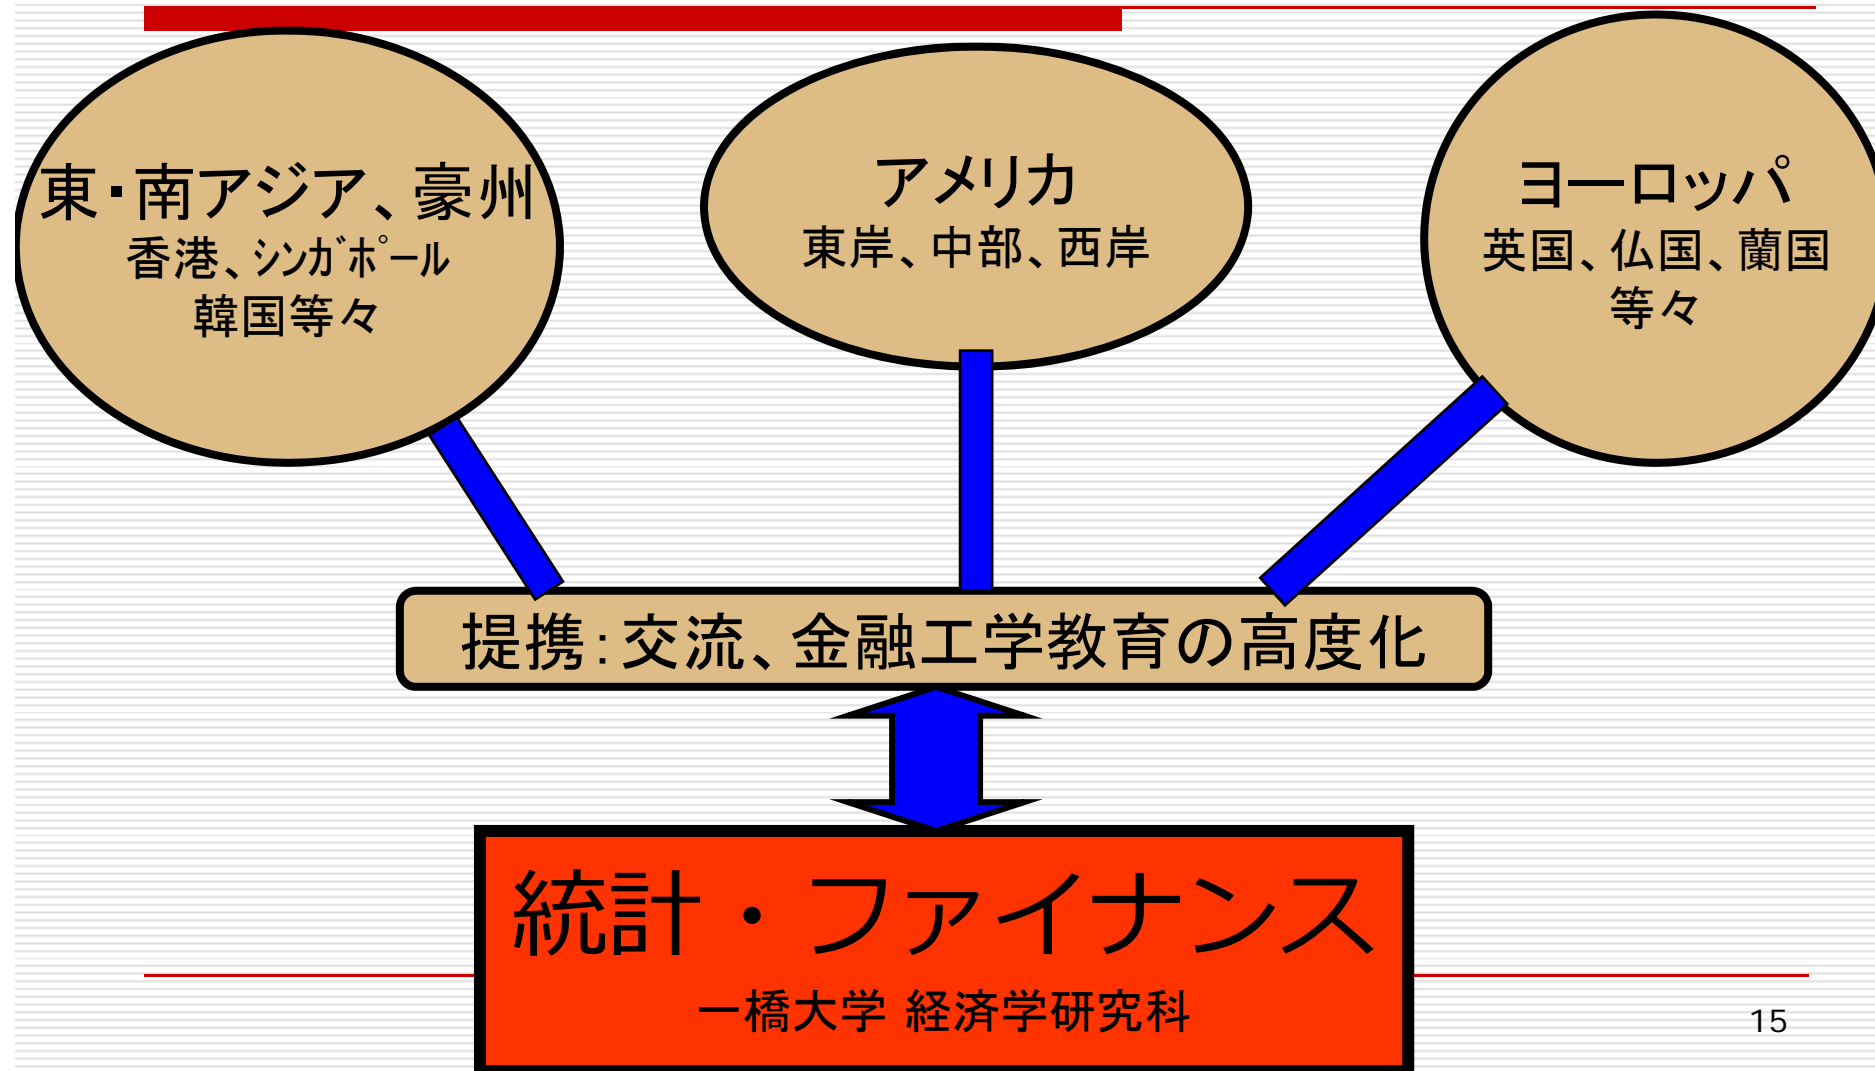 東・南アジア、豪州
香港、ｼﾝｶﾞﾎﾟｰﾙ
韓国等々
アメリカ
東岸、中部、西岸
ヨーロッパ
英国、仏国、蘭国
等々
提携：交流、金融工学教育の高度化
統計・ファイナンス
一橋大学 経済学研究科
15